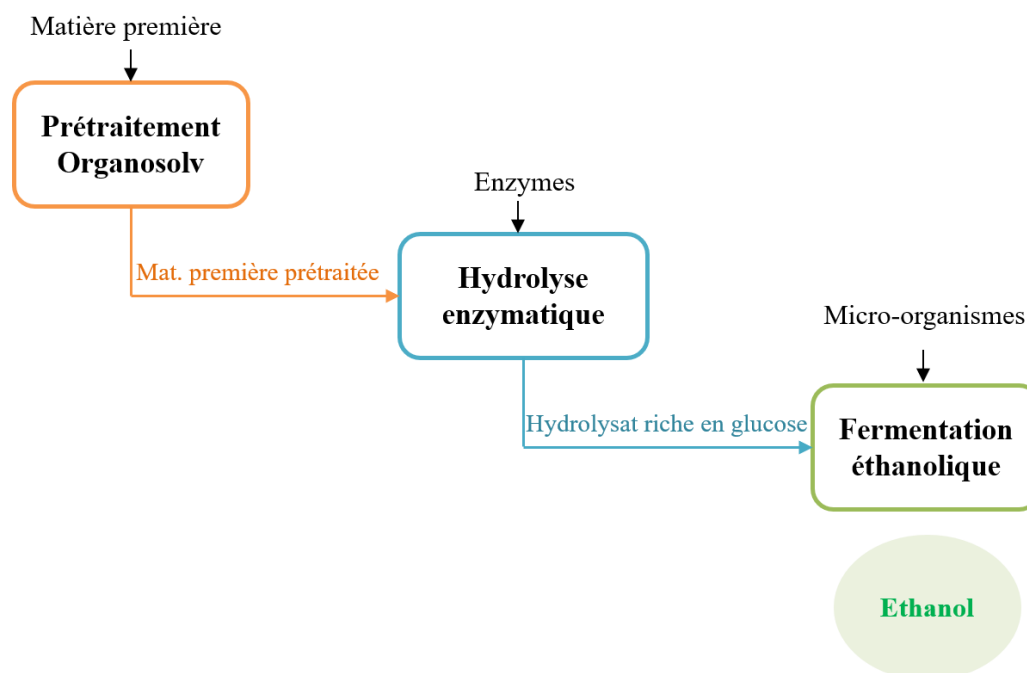 Matière première
Prétraitement
Organosolv
Enzymes
Mat. première prétraitée
Hydrolyse
enzymatique
Micro-organismes
Hydrolysat riche en glucose
Fermentation
éthanolique
Ethanol